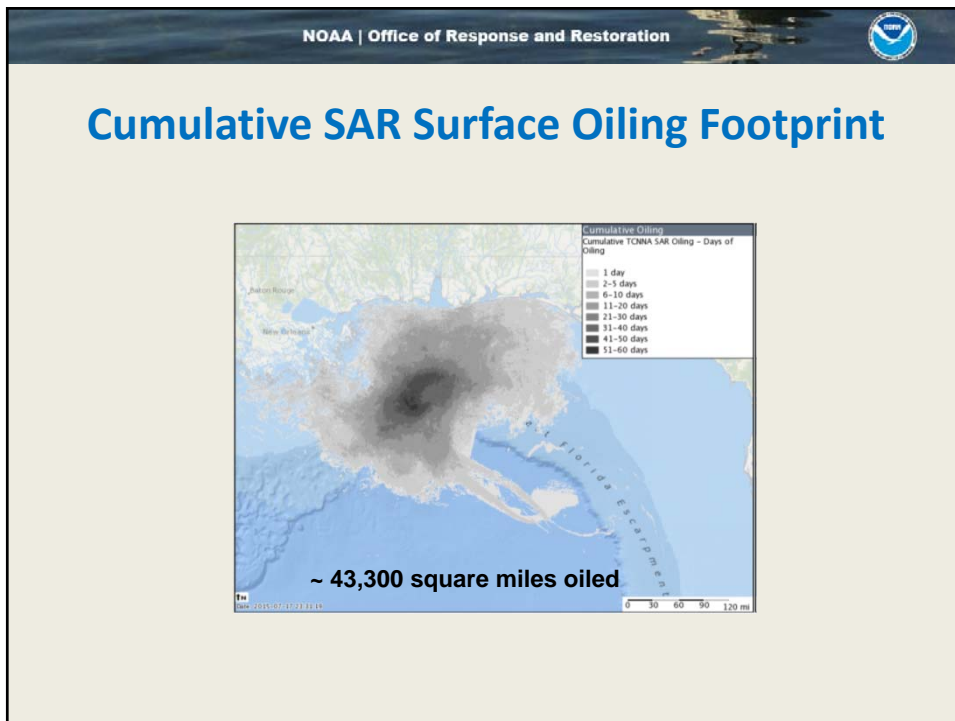 NOAA | Office of Response and Restoration
NOAA
Cumulative SAR Surface Oiling Footprint
Cumulative Oiling
Cumulative TCNNA SAR Oiling – Days of
Oiling
1 day
2–5 days
6–10 days
11–20 days
21–30 days
31–40 days
41–50 days
51–60 days
Baton Rouge
New Orleans
Florida Escarpment
~ 43,300 square miles oiled
N
0 30 60 90 120 mi